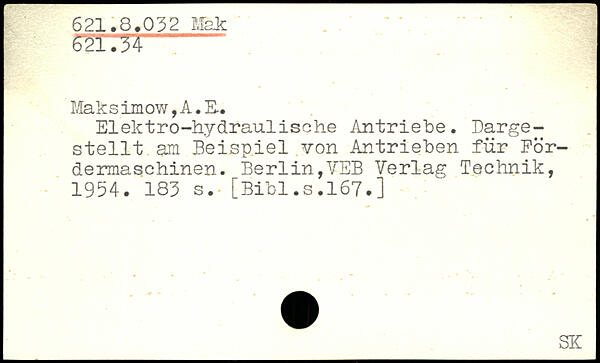 621.8.032 Mak
621.34
Maksimow,A.E.
Elektro-hydraulische Antriebe. Darge-
stellt am Beispiel von Antrieben für För-
dermaschinen. Berlin,VEB Verlag Technik,
1954. 183 s. [Bibl.s.167.]
SK